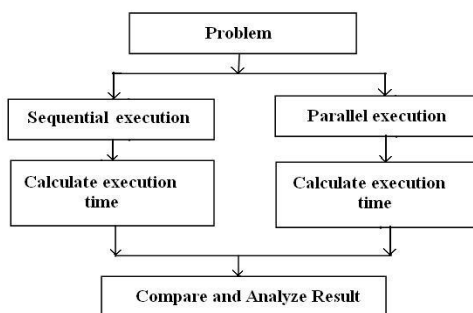 Problem
Sequential execution
Parallel execution
Calculate execution
time
Calculate execution
time
Compare and Analyze Result